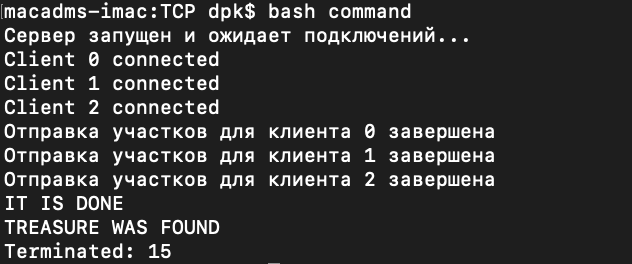 macadms-imac:TCP dpk$ bash command
Сервер запущен и ожидает подключений...
Client 0 connected
Client 1 connected
Client 2 connected
Отправка участков для клиента 0 завершена
Отправка участков для клиента 1 завершена
Отправка участков для клиента 2 завершена
IT IS DONE
TREASURE WAS FOUND
Terminated: 15